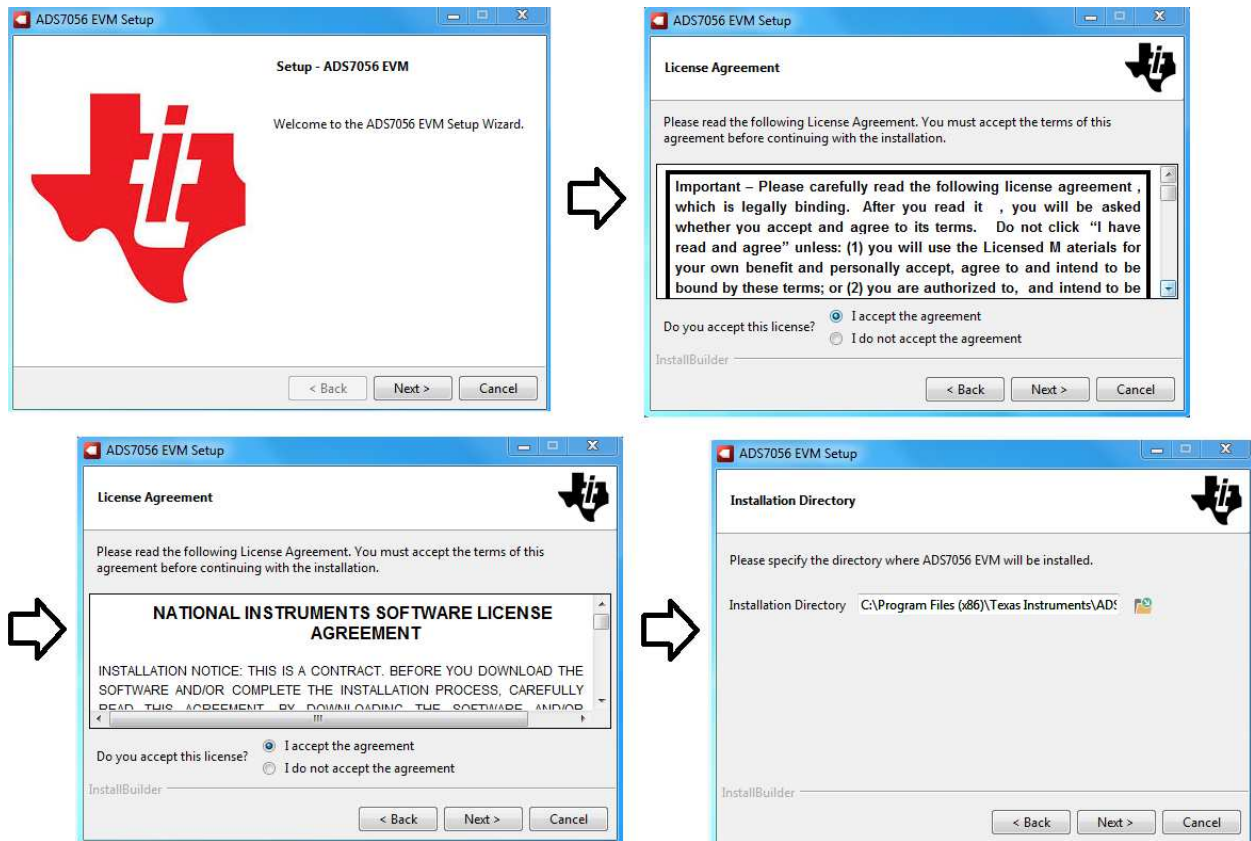 ADS7056 EVM Setup
Setup - ADS7056 EVM
Welcome to the ADS7056 EVM Setup Wizard.
< Back Next > Cancel
ADS7056 EVM Setup
License Agreement
Please read the following License Agreement. You must accept the terms of this
agreement before continuing with the installation.
Important – Please carefully read the following license agreement ,
which is legally binding. After you read it , you will be asked
whether you accept and agree to its terms. Do not click “I have
read and agree” unless: (1) you will use the Licensed M aterials for
your own benefit and personally accept, agree to and intend to be
bound by these terms; or (2) you are authorized to, and intend to be
Do you accept this license?
I accept the agreement
I do not accept the agreement
InstallBuilder
< Back Next > Cancel
ADS7056 EVM Setup
License Agreement
Please read the following License Agreement. You must accept the terms of this
agreement before continuing with the installation.
NATIONAL INSTRUMENTS SOFTWARE LICENSE
AGREEMENT
INSTALLATION NOTICE: THIS IS A CONTRACT. BEFORE YOU DOWNLOAD THE
SOFTWARE AND/OR COMPLETE THE INSTALLATION PROCESS, CAREFULLY
READ THIS AGREEMENT. BY DOWNLOADING THE SOFTWARE AND/OR
Do you accept this license?
I accept the agreement
I do not accept the agreement
InstallBuilder
< Back Next > Cancel
ADS7056 EVM Setup
Installation Directory
Please specify the directory where ADS7056 EVM will be installed.
Installation Directory C:\Program Files (x86)\Texas Instruments\ADS
InstallBuilder
< Back Next > Cancel